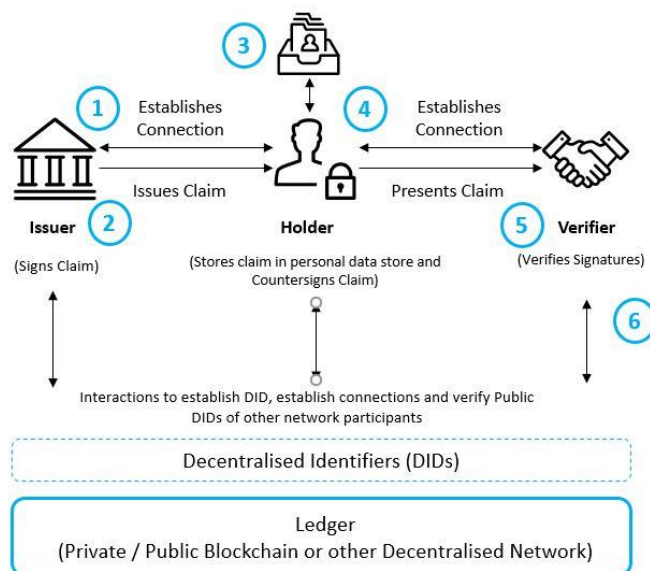 3
1
Establishes
Connection
4
Establishes
Connection
Issues Claim
Presents Claim
Issuer
2
Holder
5
Verifier
(Signs Claim)
(Stores claim in personal data store and
Countersigns Claim)
(Verifies Signatures)
6
Interactions to establish DID, establish connections and verify Public
DIDs of other network participants
Decentralised Identifiers (DIDs)
Ledger
(Private / Public Blockchain or other Decentralised Network)